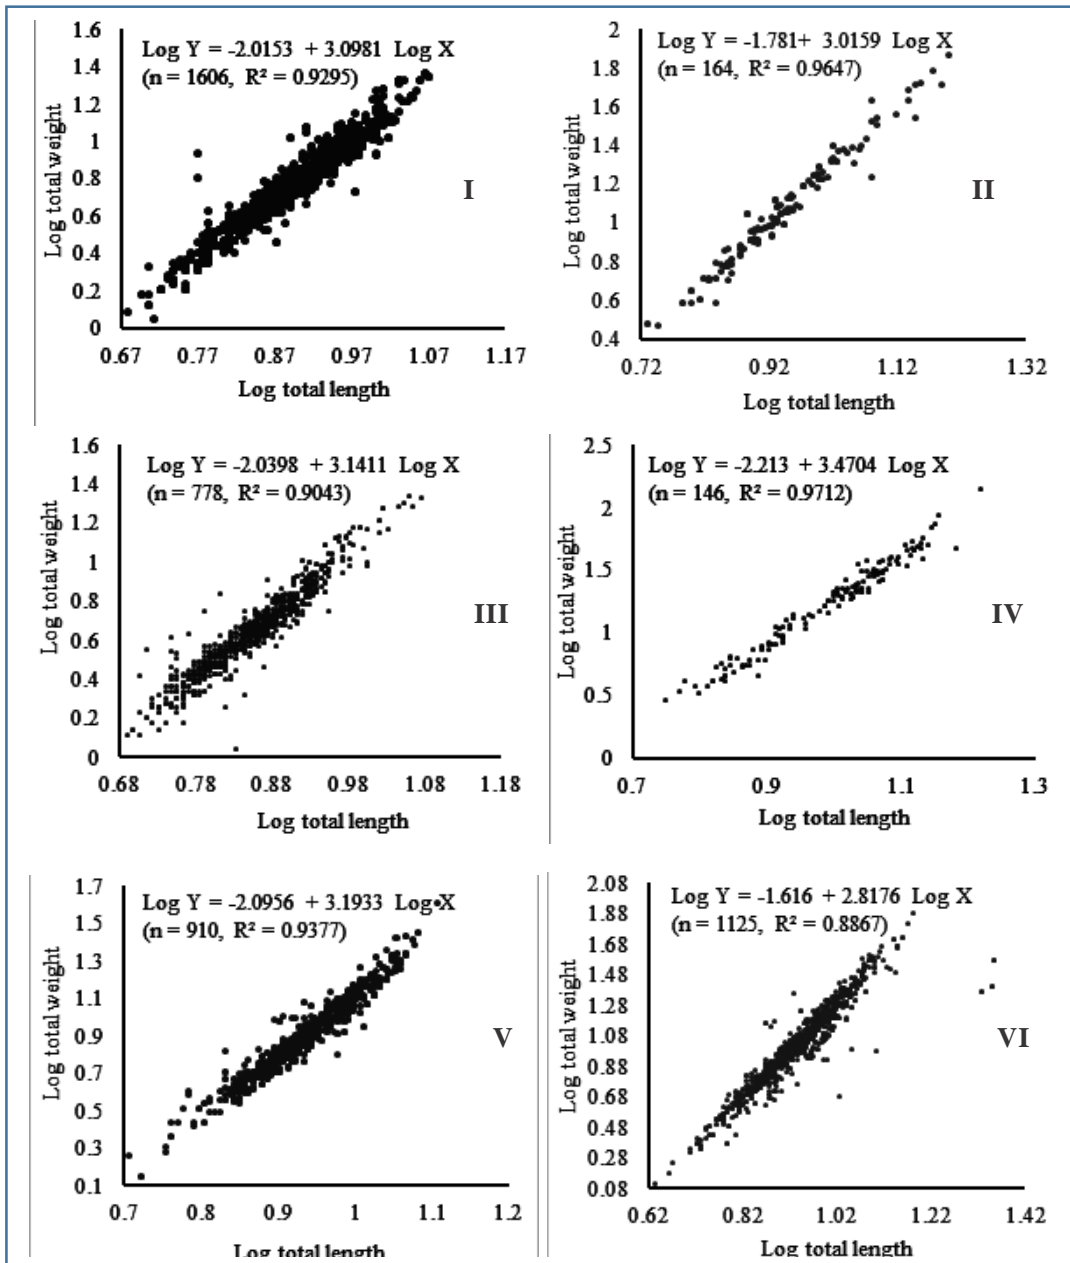 Log Y = -2.0153 + 3.0981 Log X
(n = 1606, R² = 0.9295)
I
Log total weight
1.6
1.4
1.2
1
0.8
0.6
0.4
0.2
0
0.67 0.77 0.87 0.97 1.07 1.17
Log total length
Log Y = -1.781+ 3.0159 Log X
(n = 164, R² = 0.9647)
II
Log total weight
2
1.8
1.6
1.4
1.2
1
0.8
0.6
0.4
0.72 0.92 1.12 1.32
Log total length
Log Y = -2.0398 + 3.1411 Log X
(n = 778, R² = 0.9043)
III
Log total weight
1.6
1.4
1.2
1
0.8
0.6
0.4
0.2
0
0.68 0.78 0.88 0.98 1.08 1.18
Log total length
Log Y = -2.213 + 3.4704 Log X
(n = 146, R² = 0.9712)
IV
Log total weight
2.5
2
1.5
1
0.5
0
0.7 0.9 1.1 1.3
Log total length
Log Y = -2.0956 + 3.1933 Log X
(n = 910, R² = 0.9377)
V
Log total weight
1.7
1.5
1.3
1.1
0.9
0.7
0.5
0.3
0.1
0.7 0.8 0.9 1 1.1 1.2
Log total length
Log Y = -1.616 + 2.8176 Log X
(n = 1125, R² = 0.8867)
VI
Log total weight
2.08
1.88
1.68
1.48
1.28
1.08
0.88
0.68
0.48
0.28
0.08
0.62 0.82 1.02 1.22 1.42
Log total length